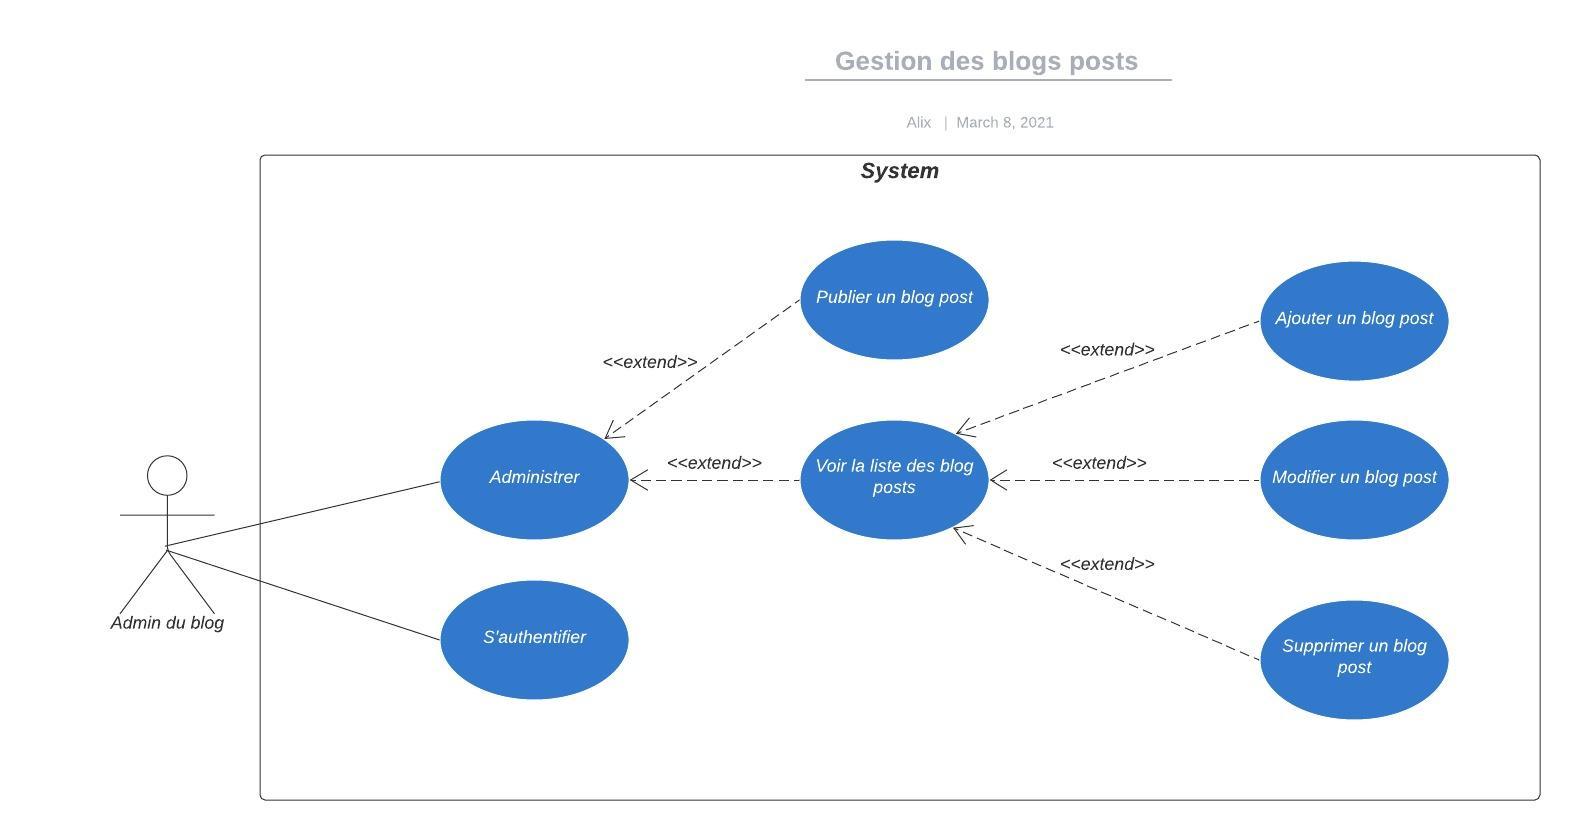 Gestion des blogs posts
Alix | March 8, 2021
System
Publier un blog post
Ajouter un blog post
<<extend>>
<<extend>>
Administrer
<<extend>>
Voir la liste des blog
posts
<<extend>>
Modifier un blog post
<<extend>>
Admin du blog
S'authentifier
Supprimer un blog
post